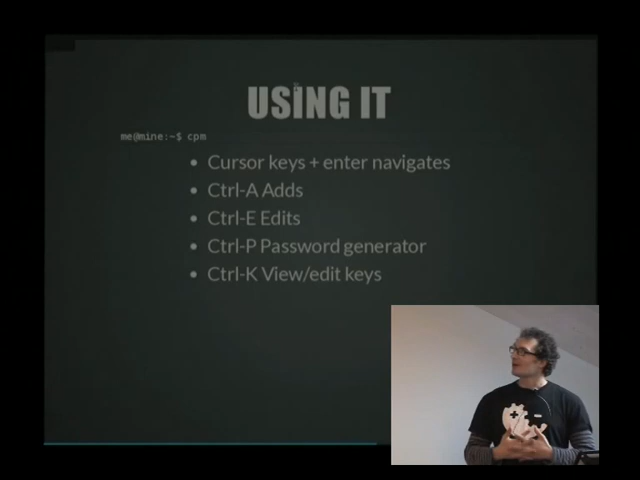 USING IT
me@mine:~$ cpm
Cursor keys + enter navigates
Ctrl-A Adds
Ctrl-E Edits
Ctrl-P Password generator
Ctrl-K View/edit keys